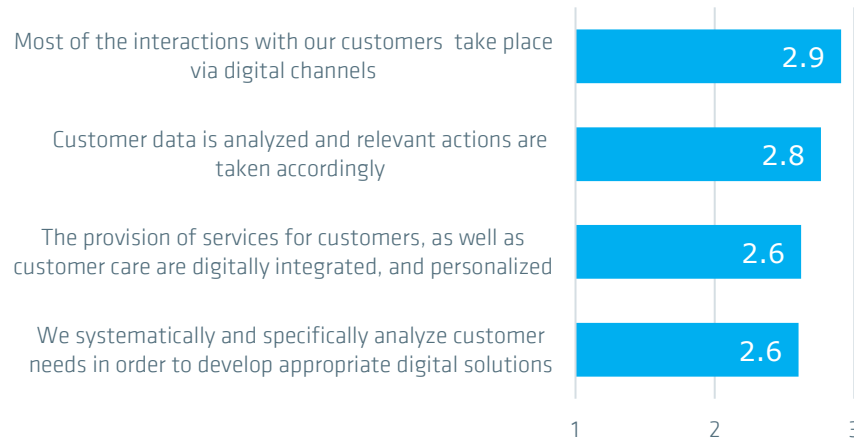 Most of the interactions with our customers take place
via digital channels
2.9
Customer data is analyzed and relevant actions are
taken accordingly
2.8
The provision of services for customers, as well as
customer care are digitally integrated, and personalized
2.6
We systematically and specifically analyze customer
needs in order to develop appropriate digital solutions
2.6
1 2 3